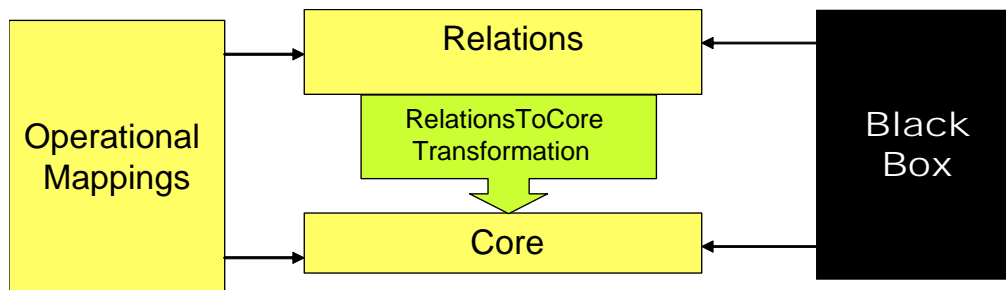 Operational
Mappings
Relations
RelationsToCore
Transformation
Core
Black
Box